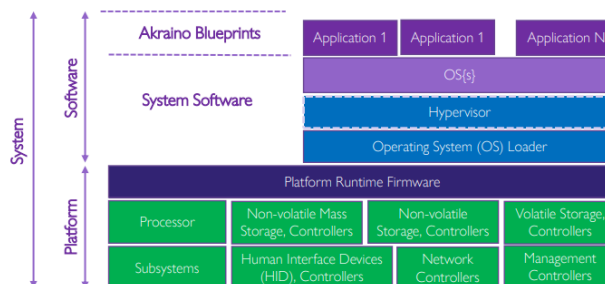 Akraino Blueprints
Application 1
Application 1
Application N
System
Software
System Software
OS{s}
Hypervisor
Operating System (OS) Loader
Platform
Platform Runtime Firmware
Processor
Non-volatile Mass
Storage, Controllers
Non-volatile
Storage, Controllers
Volatile Storage,
Controllers
Subsystems
Human Interface Devices
(HID), Controllers
Network
Controllers
Management
Controllers